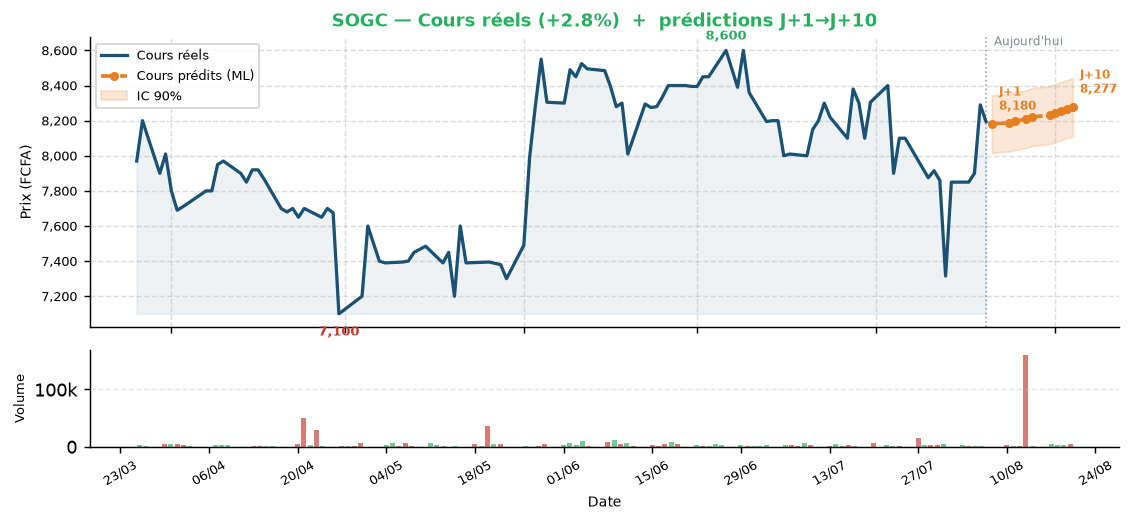 SOGC — Cours réels (+2.8%)  +  prédictions J+1→J+10
8,600
Aujourd'hui
Cours réels
Cours prédits (ML)
IC 90%
J+10
8,277
J+1
8,180
Prix (FCFA)
8,600
8,400
8,200
8,000
7,800
7,600
7,400
7,200
7,100
Volume
100k
0
23/03
06/04
20/04
04/05
18/05
01/06
15/06
29/06
13/07
27/07
10/08
24/08
Date